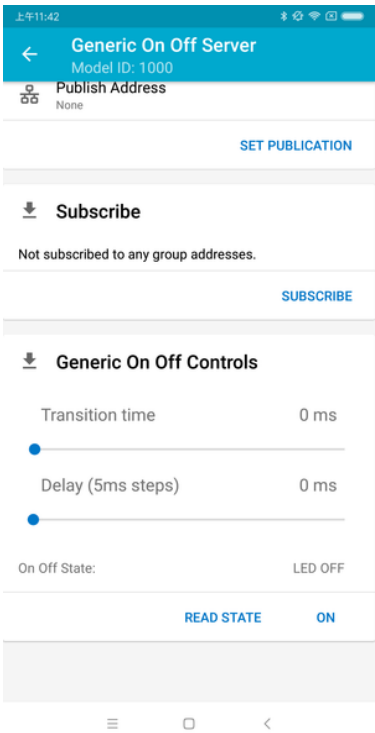 上午11:42
Generic On Off Server
Model ID: 1000
Publish Address
None
SET PUBLICATION
Subscribe
Not subscribed to any group addresses.
SUBSCRIBE
Generic On Off Controls
Transition time 0 ms
Delay (5ms steps) 0 ms
On Off State: LED OFF
READ STATE ON